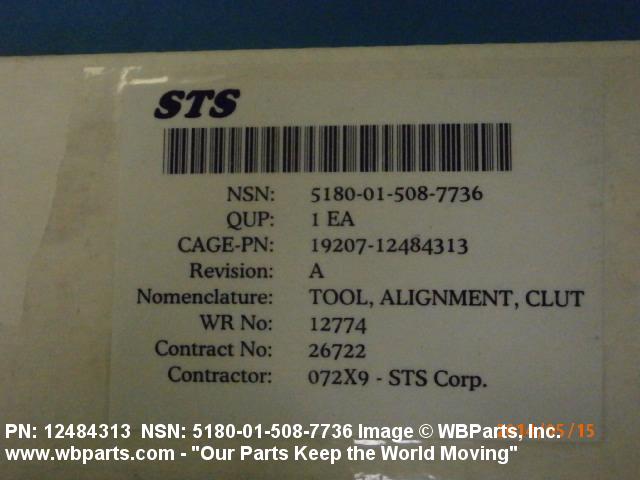 STS
NSN: 5180-01-508-7736
QUP: 1 EA
CAGE-PN: 19207-12484313
Revision: A
Nomenclature: TOOL, ALIGNMENT, CLUT
WR No: 12774
Contract No: 26722
Contractor: 072X9 - STS Corp.
PN: 12484313 NSN: 5180-01-508-7736 Image © WBParts, Inc.
www.wbparts.com - "Our Parts Keep the World Moving"